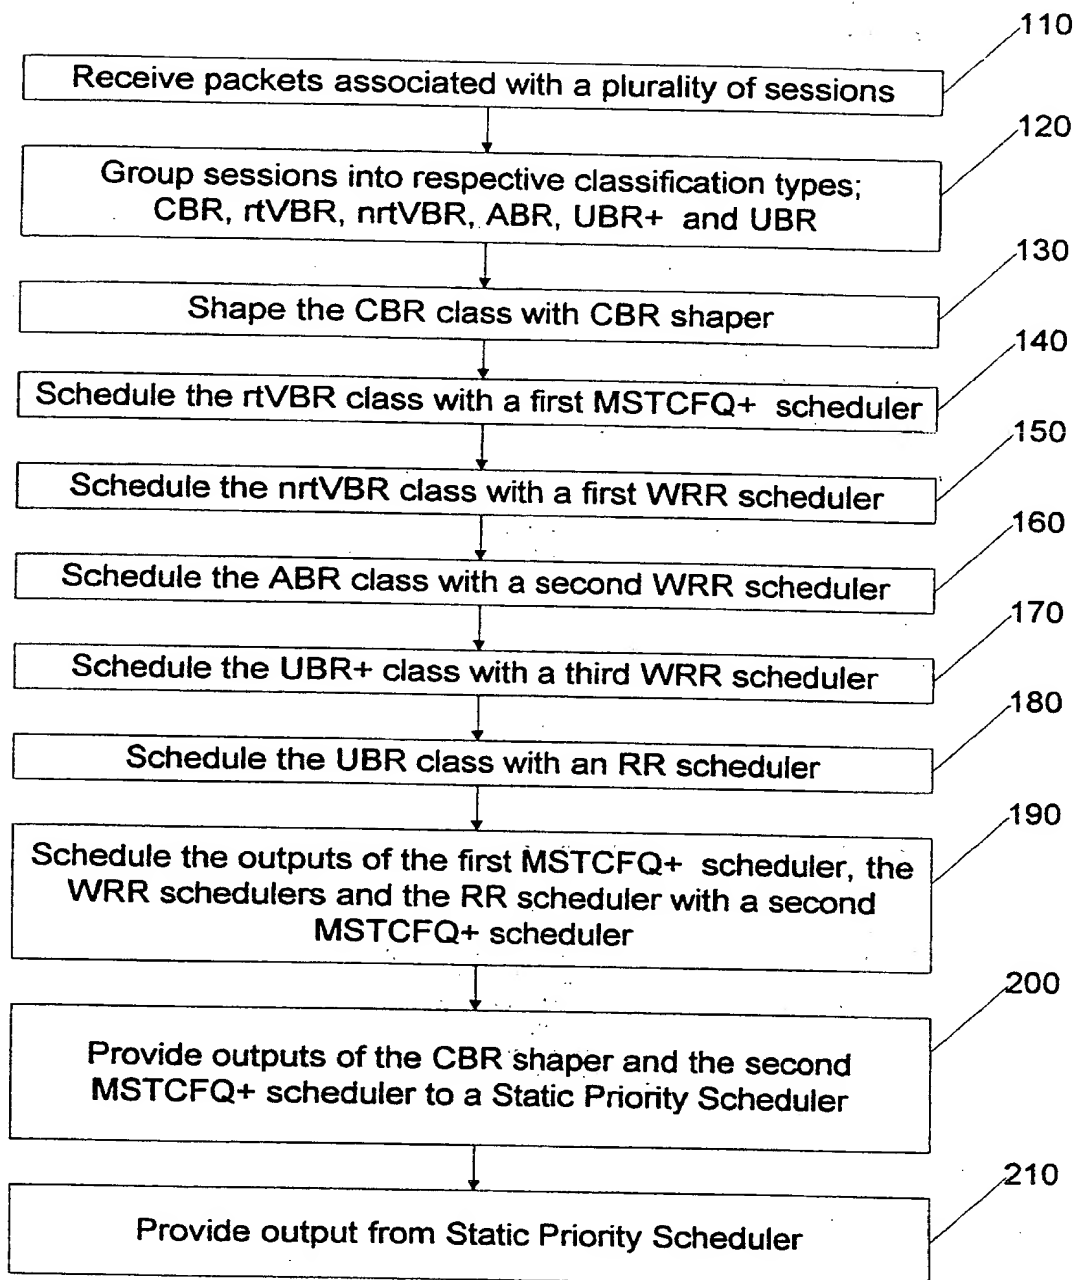 110
Receive packets associated with a plurality of sessions
120
Group sessions into respective classification types;
CBR, rtVBR, nrtVBR, ABR, UBR+ and UBR
130
Shape the CBR class with CBR shaper
140
Schedule the rtVBR class with a first MSTCFQ+ scheduler
150
Schedule the nrtVBR class with a first WRR scheduler
160
Schedule the ABR class with a second WRR scheduler
170
Schedule the UBR+ class with a third WRR scheduler
180
Schedule the UBR class with an RR scheduler
190
Schedule the outputs of the first MSTCFQ+ scheduler, the
WRR schedulers and the RR scheduler with a second
MSTCFQ+ scheduler
200
Provide outputs of the CBR shaper and the second
MSTCFQ+ scheduler to a Static Priority Scheduler
210
Provide output from Static Priority Scheduler